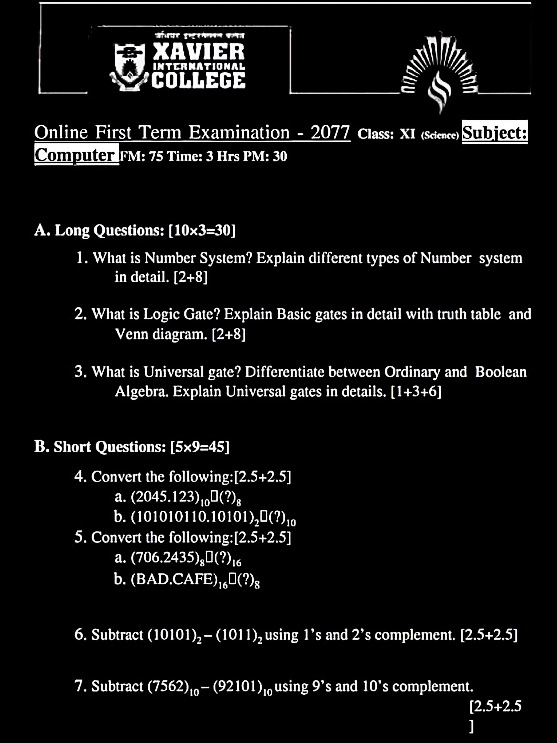 XAVIER
INTERNATIONAL
COLLEGE
Online First Term Examination - 2077 Class: XI (Science) Subject:
Computer FM: 75 Time: 3 Hrs PM: 30
A. Long Questions: [10×3=30]
1. What is Number System? Explain different types of Number system
in detail. [2+8]
2. What is Logic Gate? Explain Basic gates in detail with truth table and
Venn diagram. [2+8]
3. What is Universal gate? Differentiate between Ordinary and Boolean
Algebra. Explain Universal gates in details. [1+3+6]
B. Short Questions: [5×9=45]
4. Convert the following:[2.5+2.5]
a. (2045.123)₁₀▯(?)₈
b. (101010110.10101)₂▯(?)₁₀
5. Convert the following:[2.5+2.5]
a. (706.2435)₈▯(?)₁₆
b. (BAD.CAFE)₁₆▯(?)₈
6. Subtract (10101)₂– (1011)₂ using 1’s and 2’s complement. [2.5+2.5]
7. Subtract (7562)₁₀– (92101)₁₀ using 9’s and 10’s complement.
[2.5+2.5
]